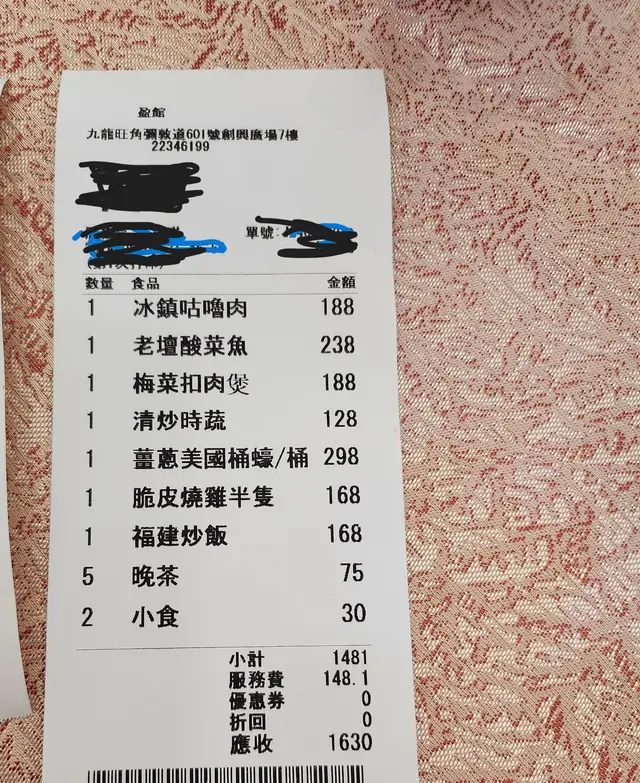 盈館
九龍旺角彌敦道601號創興廣場7樓
22346199
單號:
數量 食品 金額
1 冰鎮咕嚕肉 188
1 老壇酸菜魚 238
1 梅菜扣肉煲 188
1 清炒時蔬 128
1 薑蔥美國桶蠔/桶 298
1 脆皮燒雞半隻 168
1 福建炒飯 168
5 晚茶 75
2 小食 30
小計 1481
服務費 148.1
優惠券 0
折回 0
應收 1630